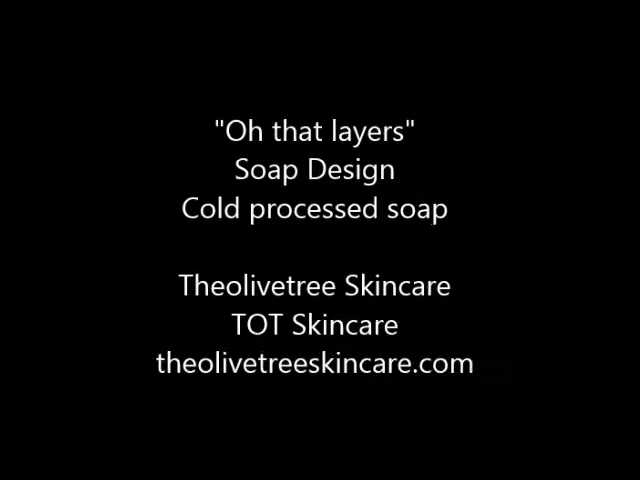 "Oh that layers"
Soap Design
Cold processed soap
Theolivetree Skincare
TOT Skincare
theolivetreeskincare.com